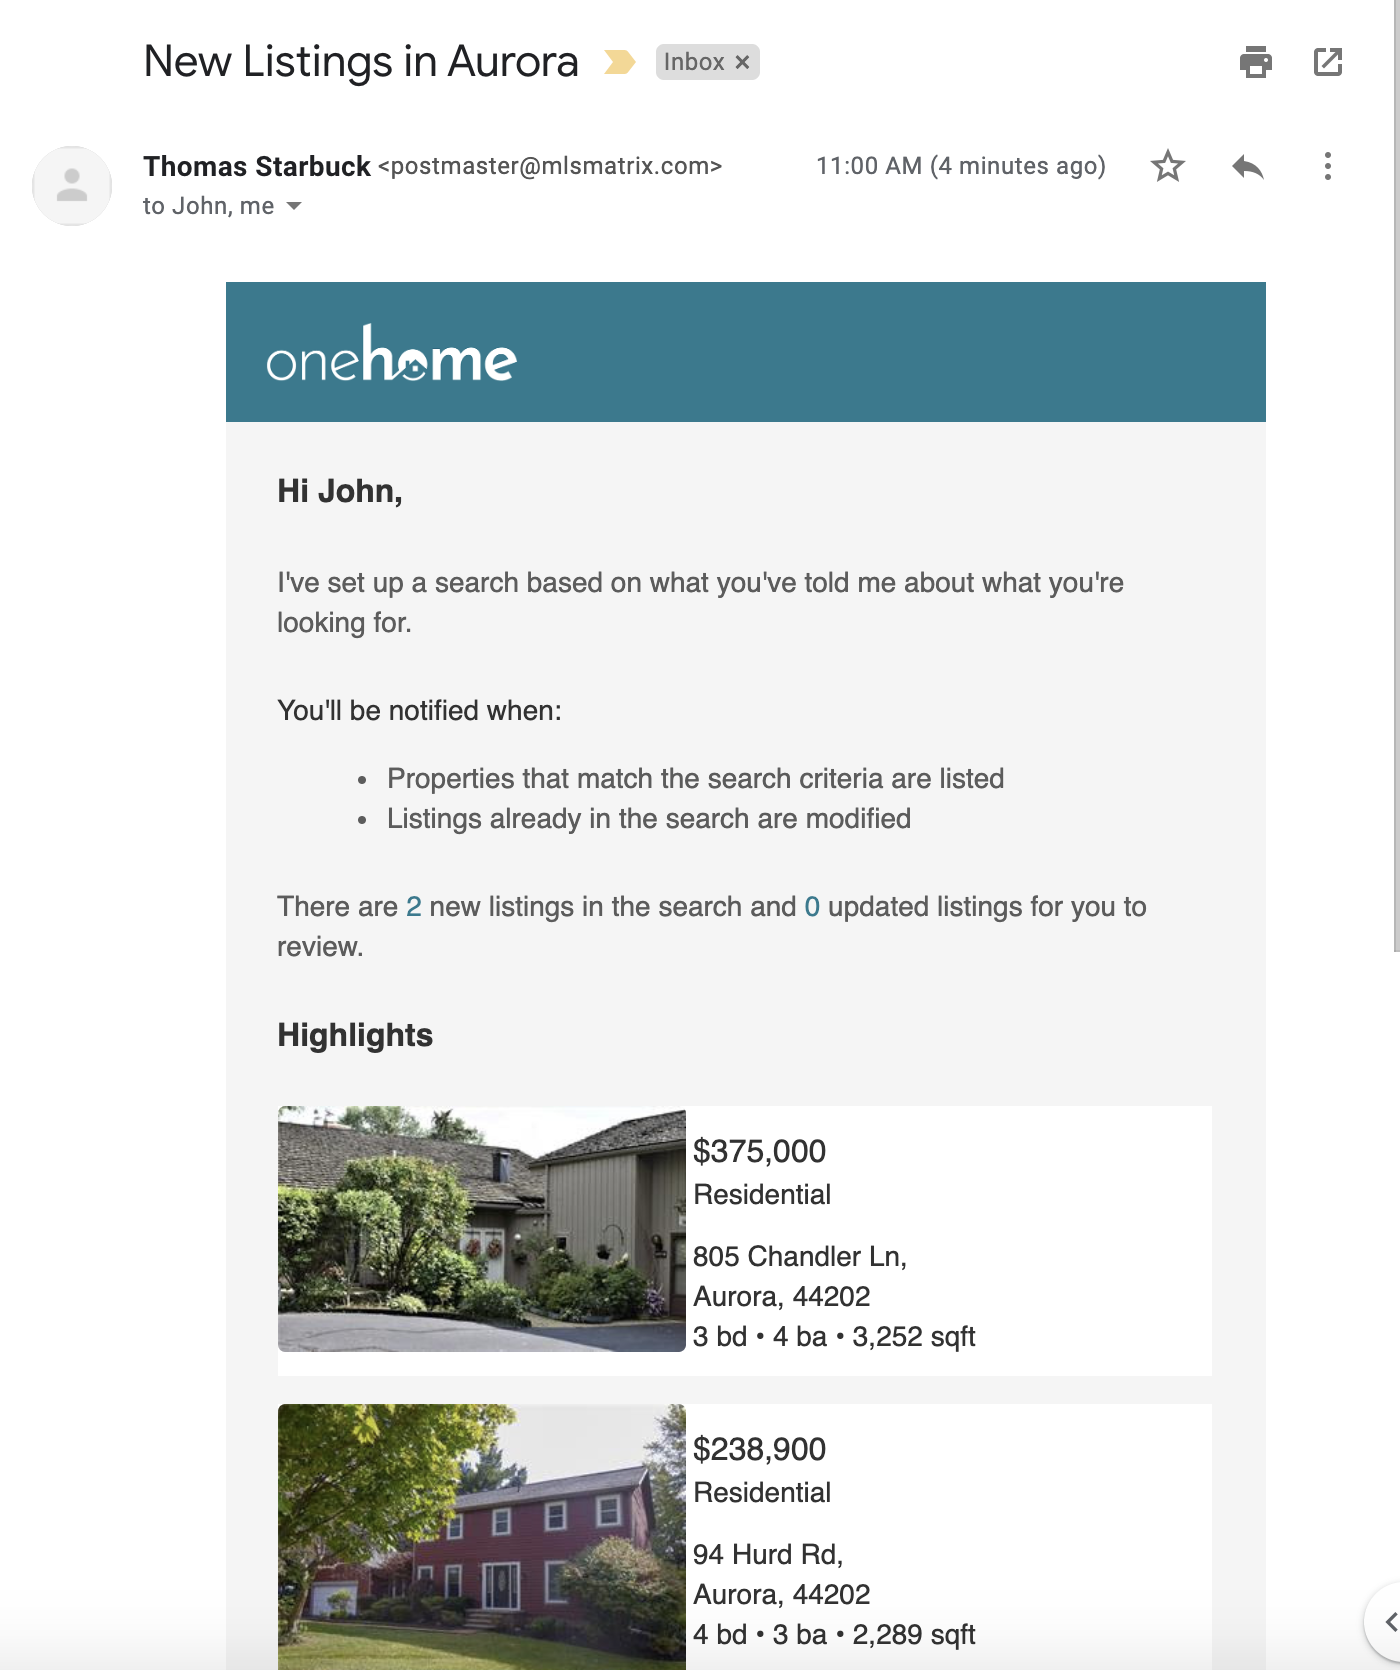 New Listings in Aurora Inbox ×
Thomas Starbuck <postmaster@mlsmatrix.com> 11:00 AM (4 minutes ago)
to John, me
onehome
Hi John,
I've set up a search based on what you've told me about what you're
looking for.
You'll be notified when:
• Properties that match the search criteria are listed
• Listings already in the search are modified
There are 2 new listings in the search and 0 updated listings for you to
review.
Highlights
$375,000
Residential
805 Chandler Ln,
Aurora, 44202
3 bd • 4 ba • 3,252 sqft
$238,900
Residential
94 Hurd Rd,
Aurora, 44202
4 bd • 3 ba • 2,289 sqft